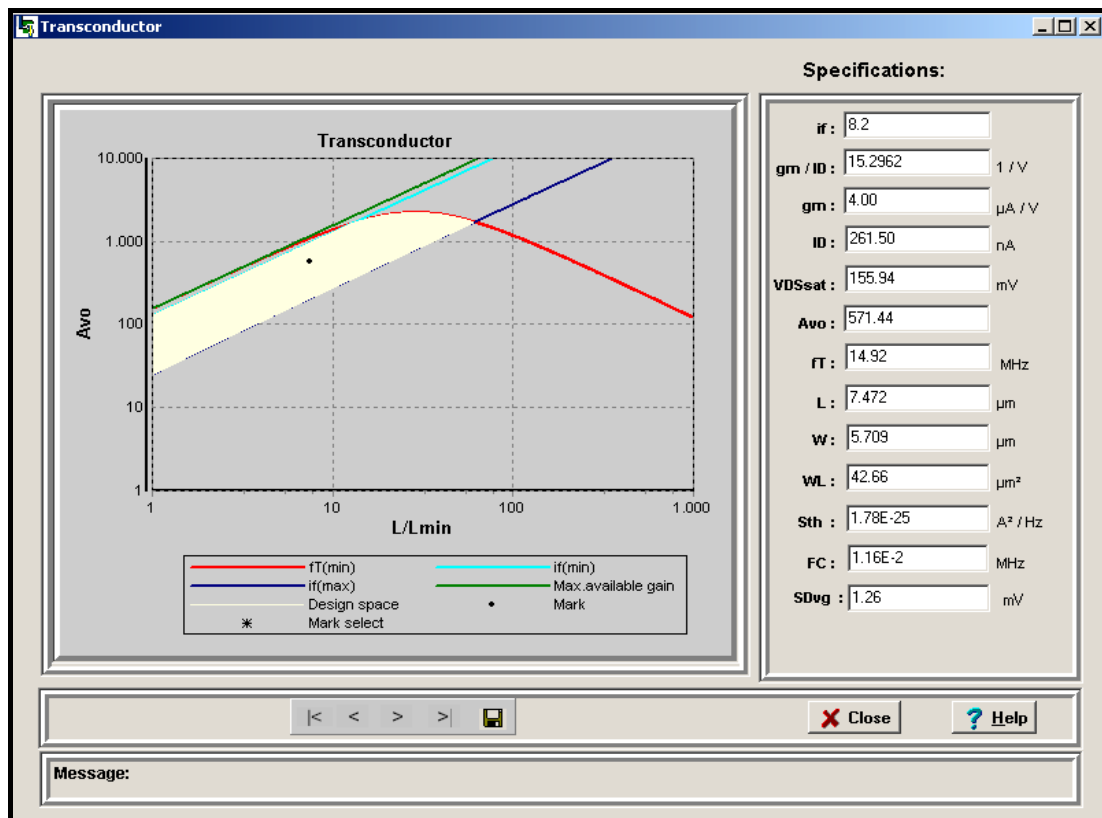 Transconductor
Specifications:
Transconductor
10.000
1.000
100
10
1
Avo
1
10
100
1.000
L/Lmin
fT(min)
if(min)
if(max)
Max.available gain
Design space
Mark
Mark select
if : 8.2
gm / ID : 15.2962 1 / V
gm : 4.00 µA / V
ID : 261.50 nA
VDSsat : 155.94 mV
Avo : 571.44
fT : 14.92 MHz
L : 7.472 µm
W : 5.709 µm
WL : 42.66 µm²
Sth : 1.78E-25 A² / Hz
FC : 1.16E-2 MHz
SDvg : 1.26 mV
|< < > >|
Close
? Help
Message: